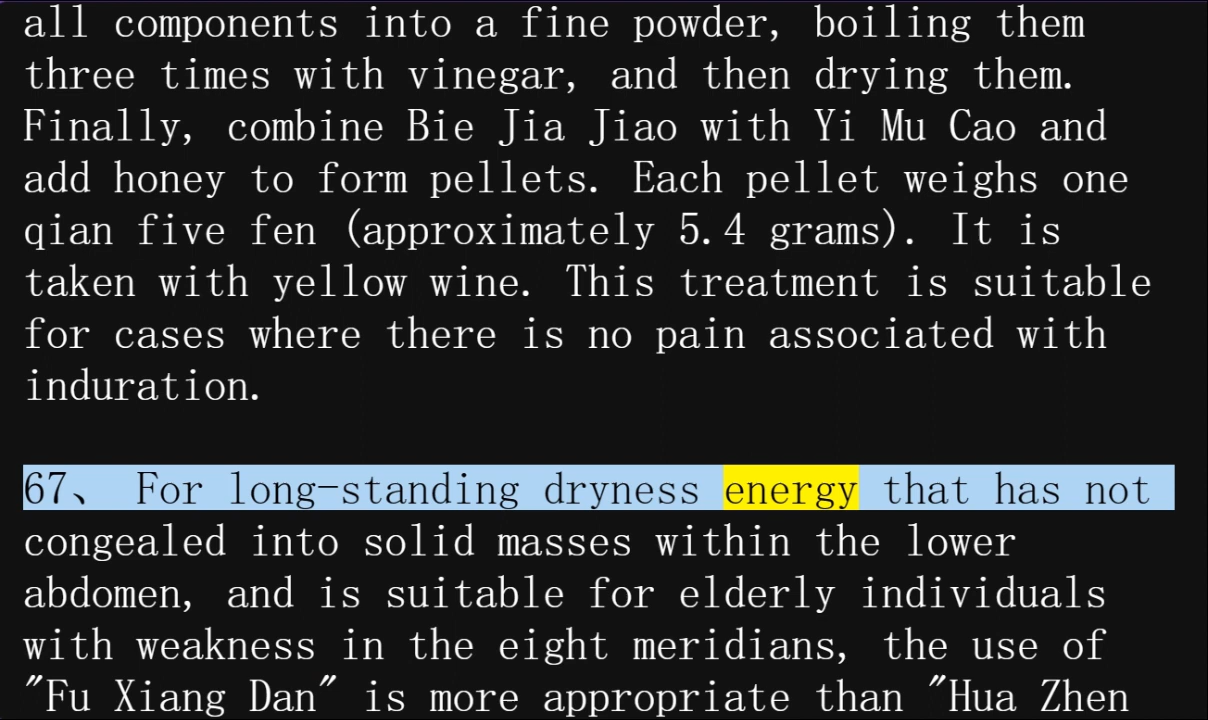 all components into a fine powder, boiling them
three times with vinegar, and then drying them.
Finally, combine Bie Jia Jiao with Yi Mu Cao and
add honey to form pellets. Each pellet weighs one
qian five fen (approximately 5.4 grams). It is
taken with yellow wine. This treatment is suitable
for cases where there is no pain associated with
induration.
67、 For long-standing dryness energy that has not
congealed into solid masses within the lower
abdomen, and is suitable for elderly individuals
with weakness in the eight meridians, the use of
"Fu Xiang Dan" is more appropriate than "Hua Zhen